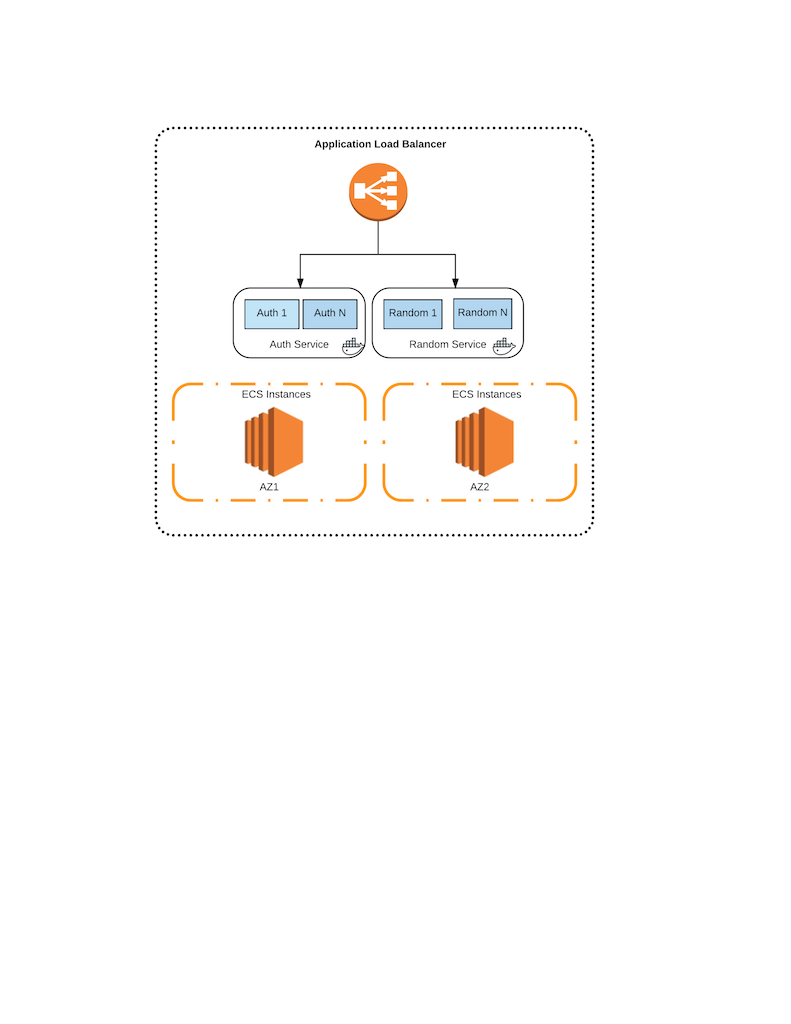 Application Load Balancer
Auth 1
Auth N
Random 1
Random N
Auth Service
Random Service
ECS Instances
ECS Instances
AZ1
AZ2